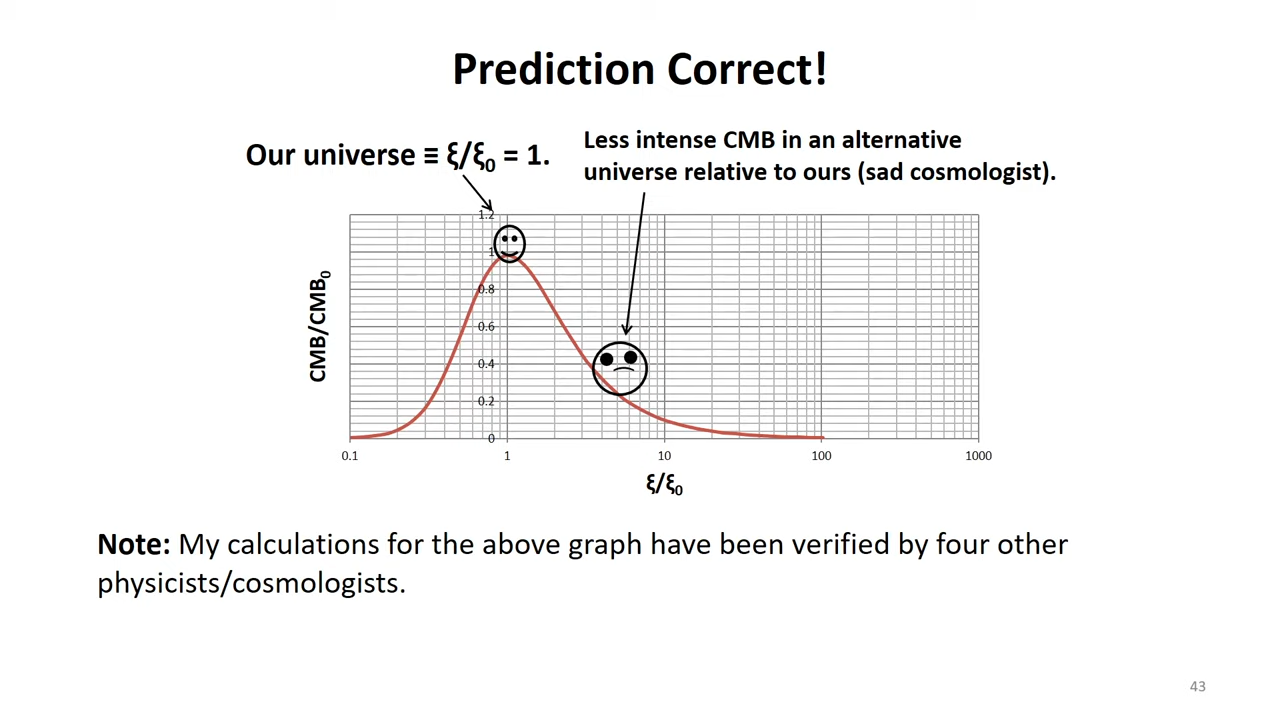 Prediction Correct!
Our universe ≡ ξ/ξ₀ = 1.
Less intense CMB in an alternative
universe relative to ours (sad cosmologist).
CMB/CMB₀
1.2
1
0.8
0.6
0.4
0.2
0
0.1 1 10 100 1000
ξ/ξ₀
Note: My calculations for the above graph have been verified by four other
physicists/cosmologists.
43